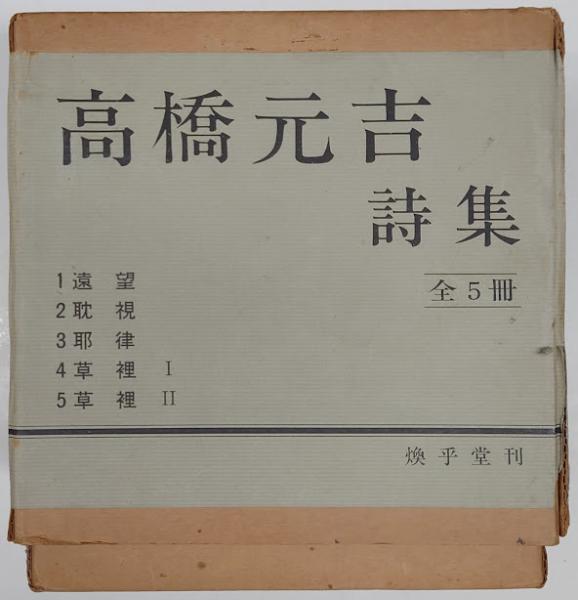 高橋元吉
詩集
全5冊
1 遠望
2 耽視
3 耶律
4 草裡 I
5 草裡 II
煥乎堂刊